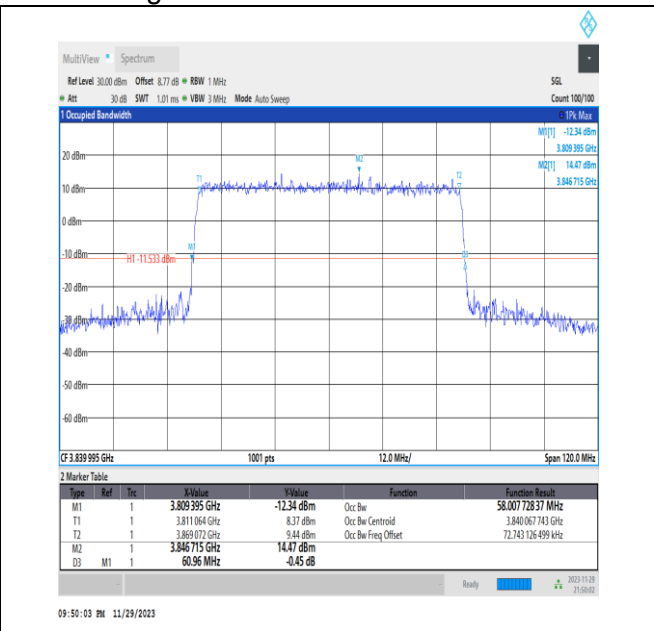 MultiView Spectrum
Ref Level 30.00 dBm Offset 8.77 dB RBW 1 MHz SGL
Att 30 dB SWT 1.01 ms VBW 3 MHz Mode Auto Sweep Count 100/100
1 Occupied Bandwidth 1Pk Max
M1[1] -12.34 dBm
3.809 395 GHz
M2[1] 14.47 dBm
3.846 715 GHz
20 dBm
M2
T1 T2
10 dBm
0 dBm
M1
-10 dBm
H1 -11.533 dBm
D3
-20 dBm
-30 dBm
-40 dBm
-50 dBm
-60 dBm
CF 3.839 995 GHz 1001 pts 12.0 MHz/ Span 120.0 MHz
2 Marker Table
Type Ref Trc X-Value Y-Value Function Function Result
M1 1 3.809 395 GHz -12.34 dBm Occ Bw 58.007 728 37 MHz
T1 1 3.811 064 GHz 8.37 dBm Occ Bw Centroid 3.840 067 743 GHz
T2 1 3.869 072 GHz 9.44 dBm Occ Bw Freq Offset 72.743 126 499 kHz
M2 1 3.846 715 GHz 14.47 dBm
D3 M1 1 60.96 MHz -0.45 dB
Ready 2023-11-29
21:50:02
09:50:03 PM 11/29/2023